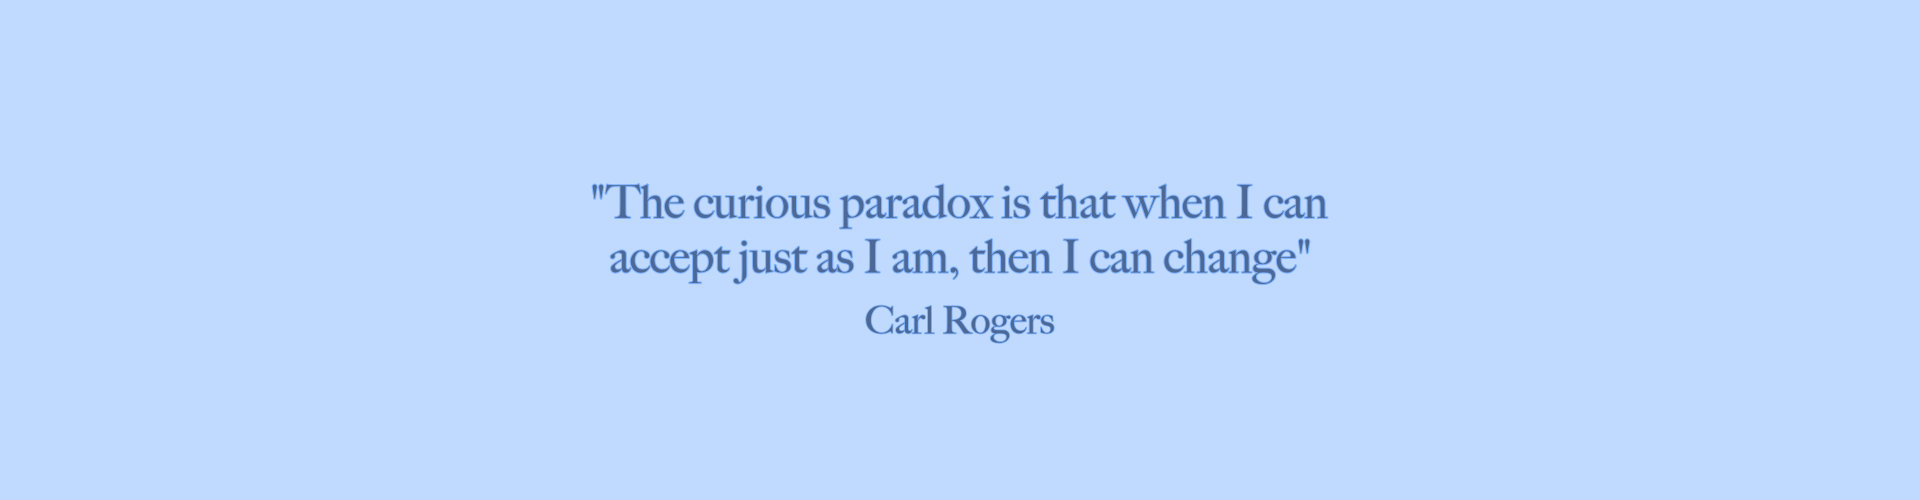 "The curious paradox is that when I can
accept just as I am, then I can change"
Carl Rogers